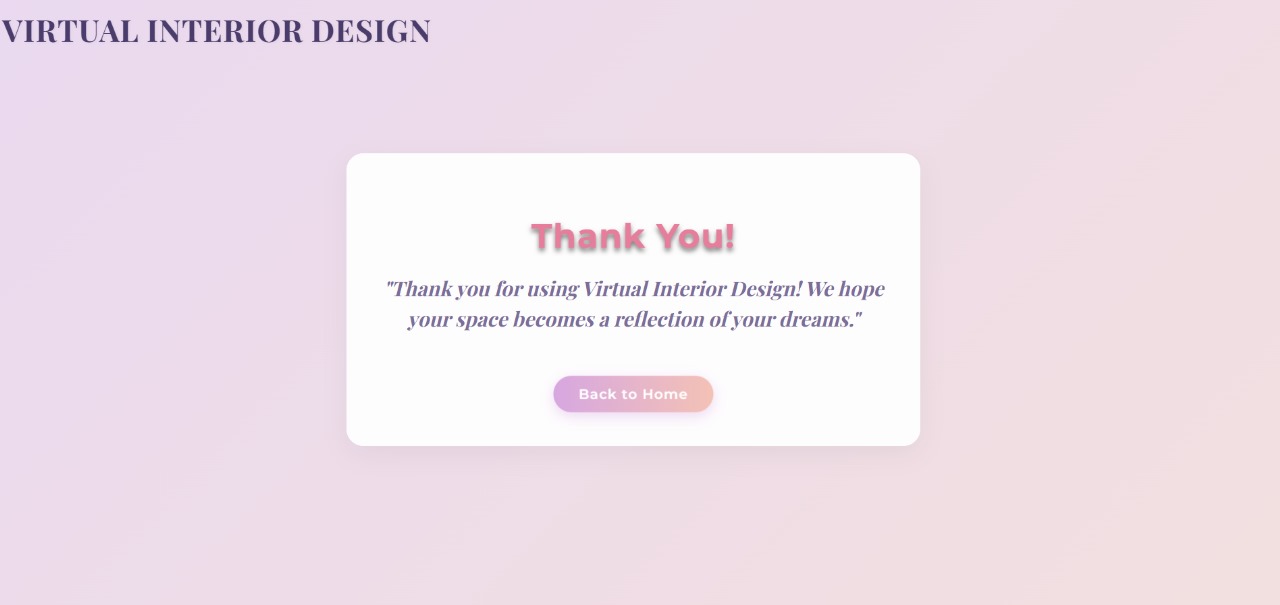 VIRTUAL INTERIOR DESIGN
Thank You!
"Thank you for using Virtual Interior Design! We hope
your space becomes a reflection of your dreams."
Back to Home